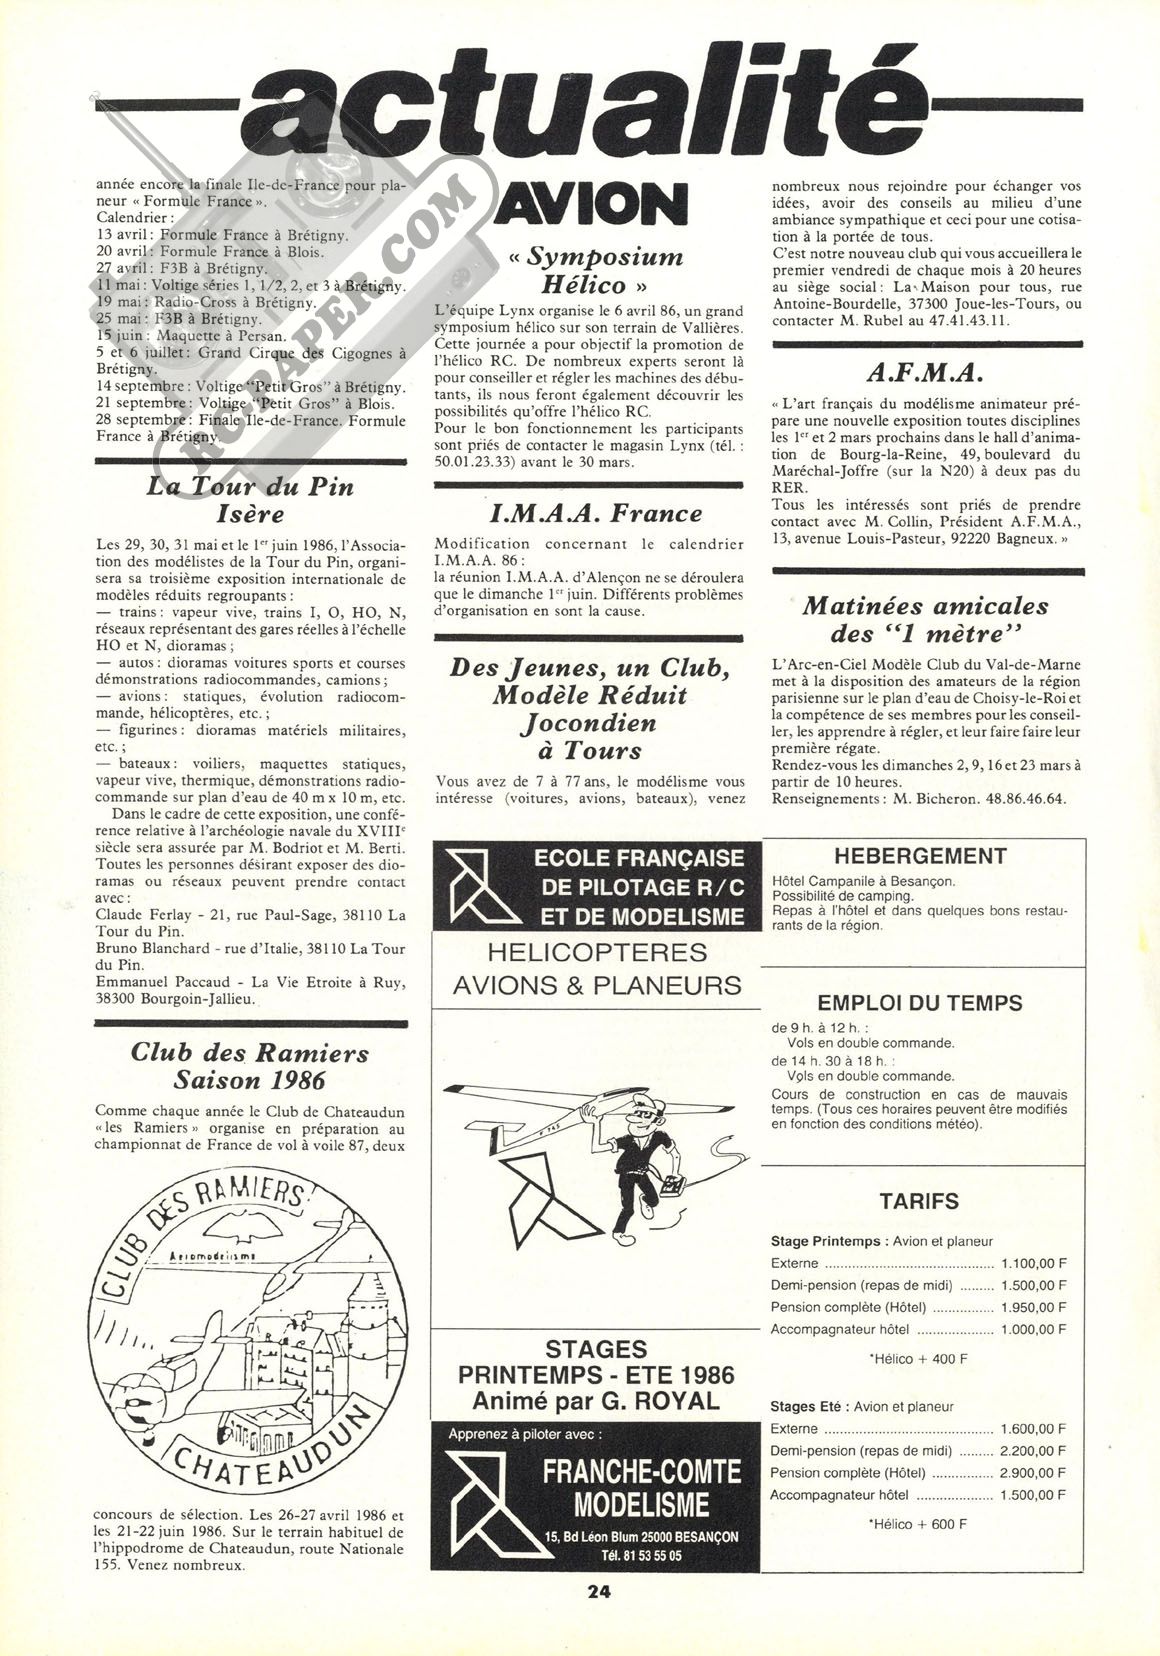 actualité
année encore la finale Ile-de-France pour pla-
neur « Formule France ».
Calendrier :
13 avril : Formule France à Brétigny.
20 avril : Formule France à Blois.
27 avril : F3B à Brétigny.
11 mai : Voltige séries 1, 1/2, 2, et 3 à Brétigny.
19 mai : Radio-Cross à Brétigny.
25 mai : F3B à Brétigny.
15 juin : Maquette à Persan.
5 et 6 juillet : Grand Cirque des Cigognes à
Brétigny.
14 septembre : Voltige "Petit Gros" à Brétigny.
21 septembre : Voltige "Petit Gros" à Blois.
28 septembre : Finale Ile-de-France. Formule
France à Brétigny.
RC-PAPER.COM
La Tour du Pin
Isère
Les 29, 30, 31 mai et le 1er juin 1986, l'Associa-
tion des modélistes de la Tour du Pin, organi-
sera sa troisième exposition internationale de
modèles réduits regroupants :
— trains : vapeur vive, trains I, O, HO, N,
réseaux représentant des gares réelles à l'échelle
HO et N, dioramas ;
— autos : dioramas voitures sports et courses
démonstrations radiocommandes, camions ;
— avions : statiques, évolution radiocom-
mande, hélicoptères, etc. ;
— figurines : dioramas matériels militaires,
etc. ;
— bateaux : voiliers, maquettes statiques,
vapeur vive, thermique, démonstrations radio-
commande sur plan d'eau de 40 m x 10 m, etc.
Dans le cadre de cette exposition, une confé-
rence relative à l'archéologie navale du XVIIIe
siècle sera assurée par M. Bodriot et M. Berti.
Toutes les personnes désirant exposer des dio-
ramas ou réseaux peuvent prendre contact
avec :
Claude Ferlay - 21, rue Paul-Sage, 38110 La
Tour du Pin.
Bruno Blanchard - rue d'Italie, 38110 La Tour
du Pin.
Emmanuel Paccaud - La Vie Etroite à Ruy,
38300 Bourgoin-Jallieu.
Club des Ramiers
Saison 1986
Comme chaque année le Club de Chateaudun
« les Ramiers » organise en préparation au
championnat de France de vol à voile 87, deux
CLUB DES RAMIERS
Aeromodelisme
CHATEAUDUN
concours de sélection. Les 26-27 avril 1986 et
les 21-22 juin 1986. Sur le terrain habituel de
l'hippodrome de Chateaudun, route Nationale
155. Venez nombreux.
AVION
« Symposium
Hélico »
L'équipe Lynx organise le 6 avril 86, un grand
symposium hélico sur son terrain de Vallières.
Cette journée a pour objectif la promotion de
l'hélico RC. De nombreux experts seront là
pour conseiller et régler les machines des débu-
tants, ils nous feront également découvrir les
possibilités qu'offre l'hélico RC.
Pour le bon fonctionnement les participants
sont priés de contacter le magasin Lynx (tél. :
50.01.23.33) avant le 30 mars.
I.M.A.A. France
Modification concernant le calendrier
I.M.A.A. 86 :
la réunion I.M.A.A. d'Alençon ne se déroulera
que le dimanche 1er juin. Différents problèmes
d'organisation en sont la cause.
Des Jeunes, un Club,
Modèle Réduit
Jocondien
à Tours
Vous avez de 7 à 77 ans, le modélisme vous
intéresse (voitures, avions, bateaux), venez
nombreux nous rejoindre pour échanger vos
idées, avoir des conseils au milieu d'une
ambiance sympathique et ceci pour une cotisa-
tion à la portée de tous.
C'est notre nouveau club qui vous accueillera le
premier vendredi de chaque mois à 20 heures
au siège social : La Maison pour tous, rue
Antoine-Bourdelle, 37300 Joue-les-Tours, ou
contacter M. Rubel au 47.41.43.11.
A.F.M.A.
« L'art français du modélisme animateur pré-
pare une nouvelle exposition toutes disciplines
les 1er et 2 mars prochains dans le hall d'anima-
tion de Bourg-la-Reine, 49, boulevard du
Maréchal-Joffre (sur la N20) à deux pas du
RER.
Tous les intéressés sont priés de prendre
contact avec M. Collin, Président A.F.M.A.,
13, avenue Louis-Pasteur, 92220 Bagneux. »
Matinées amicales
des "1 mètre"
L'Arc-en-Ciel Modèle Club du Val-de-Marne
met à la disposition des amateurs de la région
parisienne sur le plan d'eau de Choisy-le-Roi et
la compétence de ses membres pour les conseil-
ler, les apprendre à régler, et leur faire faire leur
première régate.
Rendez-vous les dimanches 2, 9, 16 et 23 mars à
partir de 10 heures.
Renseignements : M. Bicheron. 48.86.46.64.
ECOLE FRANÇAISE
DE PILOTAGE R/C
ET DE MODELISME
HELICOPTERES
AVIONS & PLANEURS
F 745
STAGES
PRINTEMPS - ETE 1986
Animé par G. ROYAL
Apprenez à piloter avec :
FRANCHE-COMTE
MODELISME
15, Bd Léon Blum 25000 BESANÇON
Tél. 81 53 55 05
HEBERGEMENT
Hôtel Campanile à Besançon.
Possibilité de camping.
Repas à l'hôtel et dans quelques bons restau-
rants de la région.
EMPLOI DU TEMPS
de 9 h. à 12 h. :
Vols en double commande.
de 14 h. 30 à 18 h. :
Vols en double commande.
Cours de construction en cas de mauvais
temps. (Tous ces horaires peuvent être modifiés
en fonction des conditions météo).
TARIFS
Stage Printemps : Avion et planeur
Externe .......... 1.100,00 F
Demi-pension (repas de midi) ......... 1.500,00 F
Pension complète (Hôtel) .......... 1.950,00 F
Accompagnateur hôtel .......... 1.000,00 F
*Hélico + 400 F
Stages Eté : Avion et planeur
Externe .......... 1.600,00 F
Demi-pension (repas de midi) ......... 2.200,00 F
Pension complète (Hôtel) .......... 2.900,00 F
Accompagnateur hôtel .......... 1.500,00 F
*Hélico + 600 F
24